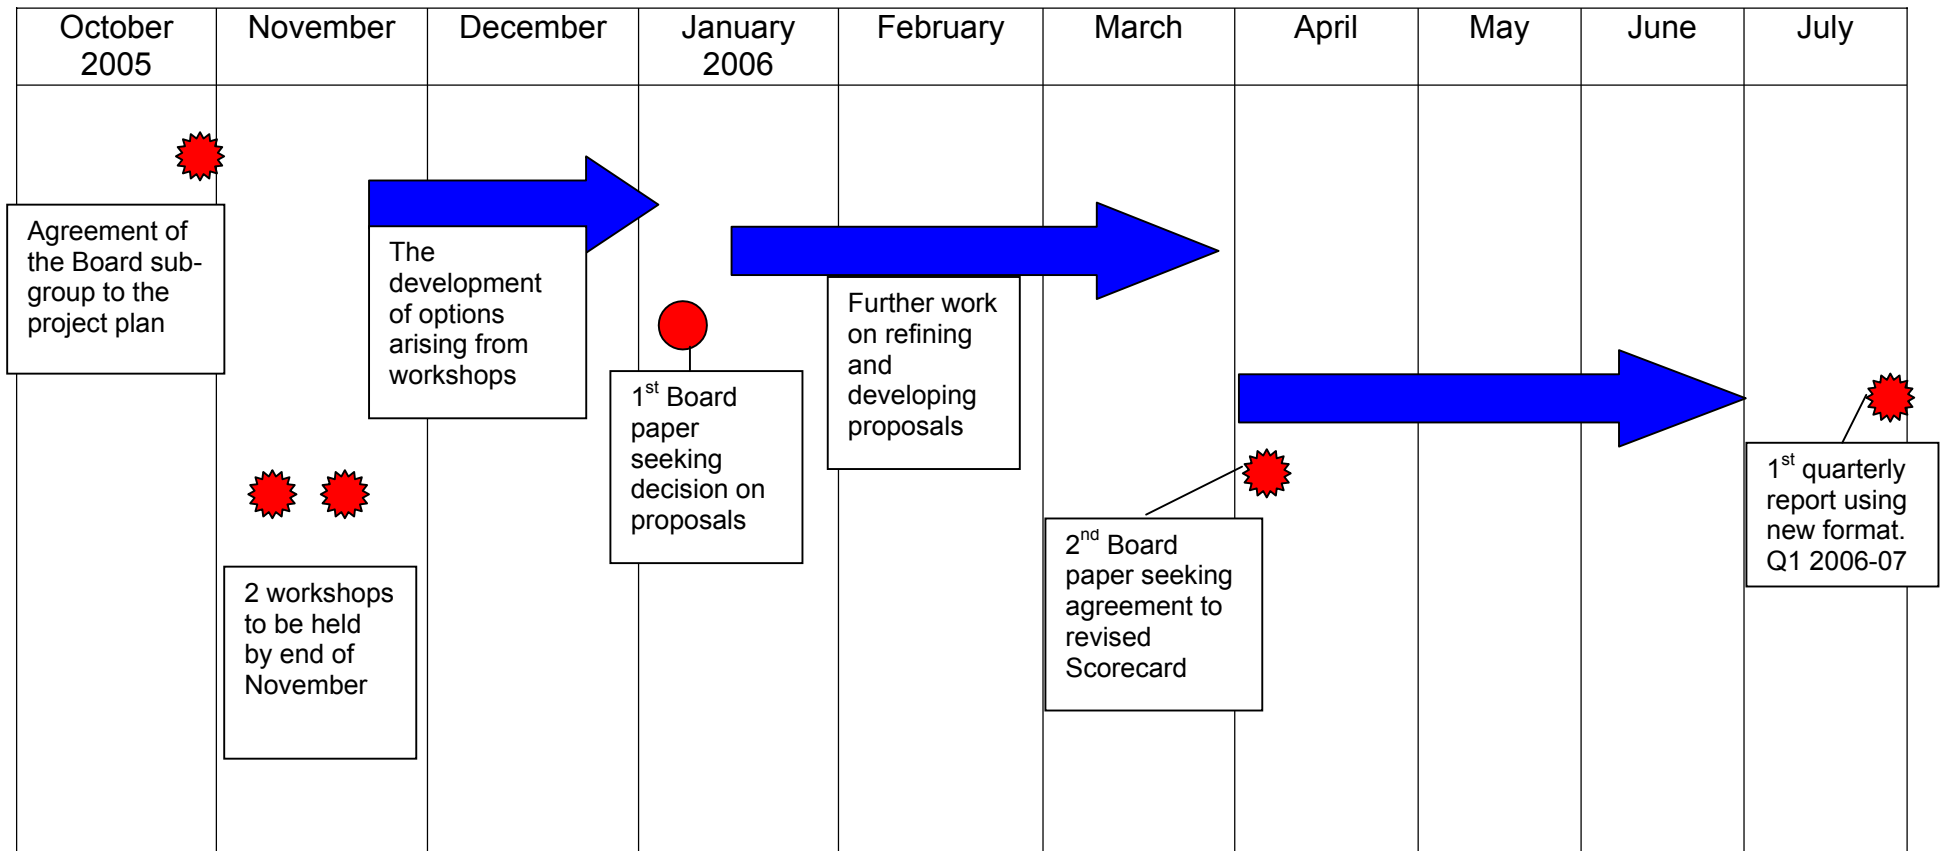 October
2005
November
December
January
2006
February
March
April
May
June
July
Agreement of
the Board sub-
group to the
project plan
The
development
of options
arising from
workshops
2 workshops
to be held
by end of
November
1st Board
paper
seeking
decision on
proposals
Further work
on refining
and
developing
proposals
2nd Board
paper seeking
agreement to
revised
Scorecard
1st quarterly
report using
new format.
Q1 2006-07